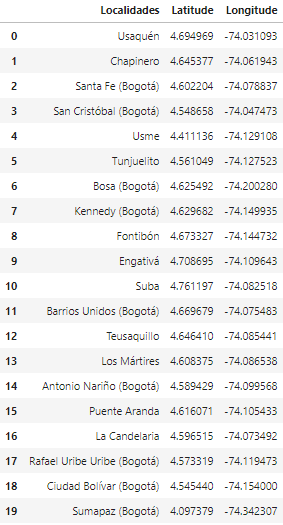 Localidades Latitude Longitude
0 Usaquén 4.694969 -74.031093
1 Chapinero 4.645377 -74.061943
2 Santa Fe (Bogotá) 4.602204 -74.078837
3 San Cristóbal (Bogotá) 4.548658 -74.047473
4 Usme 4.411136 -74.129108
5 Tunjuelito 4.561049 -74.127523
6 Bosa (Bogotá) 4.625492 -74.200280
7 Kennedy (Bogotá) 4.629682 -74.149935
8 Fontibón 4.673327 -74.144732
9 Engativá 4.708695 -74.109643
10 Suba 4.761197 -74.082518
11 Barrios Unidos (Bogotá) 4.669679 -74.075483
12 Teusaquillo 4.646410 -74.085441
13 Los Mártires 4.608375 -74.086538
14 Antonio Nariño (Bogotá) 4.589429 -74.099568
15 Puente Aranda 4.616071 -74.105433
16 La Candelaria 4.596515 -74.073492
17 Rafael Uribe Uribe (Bogotá) 4.573319 -74.119473
18 Ciudad Bolívar (Bogotá) 4.545440 -74.154000
19 Sumapaz (Bogotá) 4.097379 -74.342307